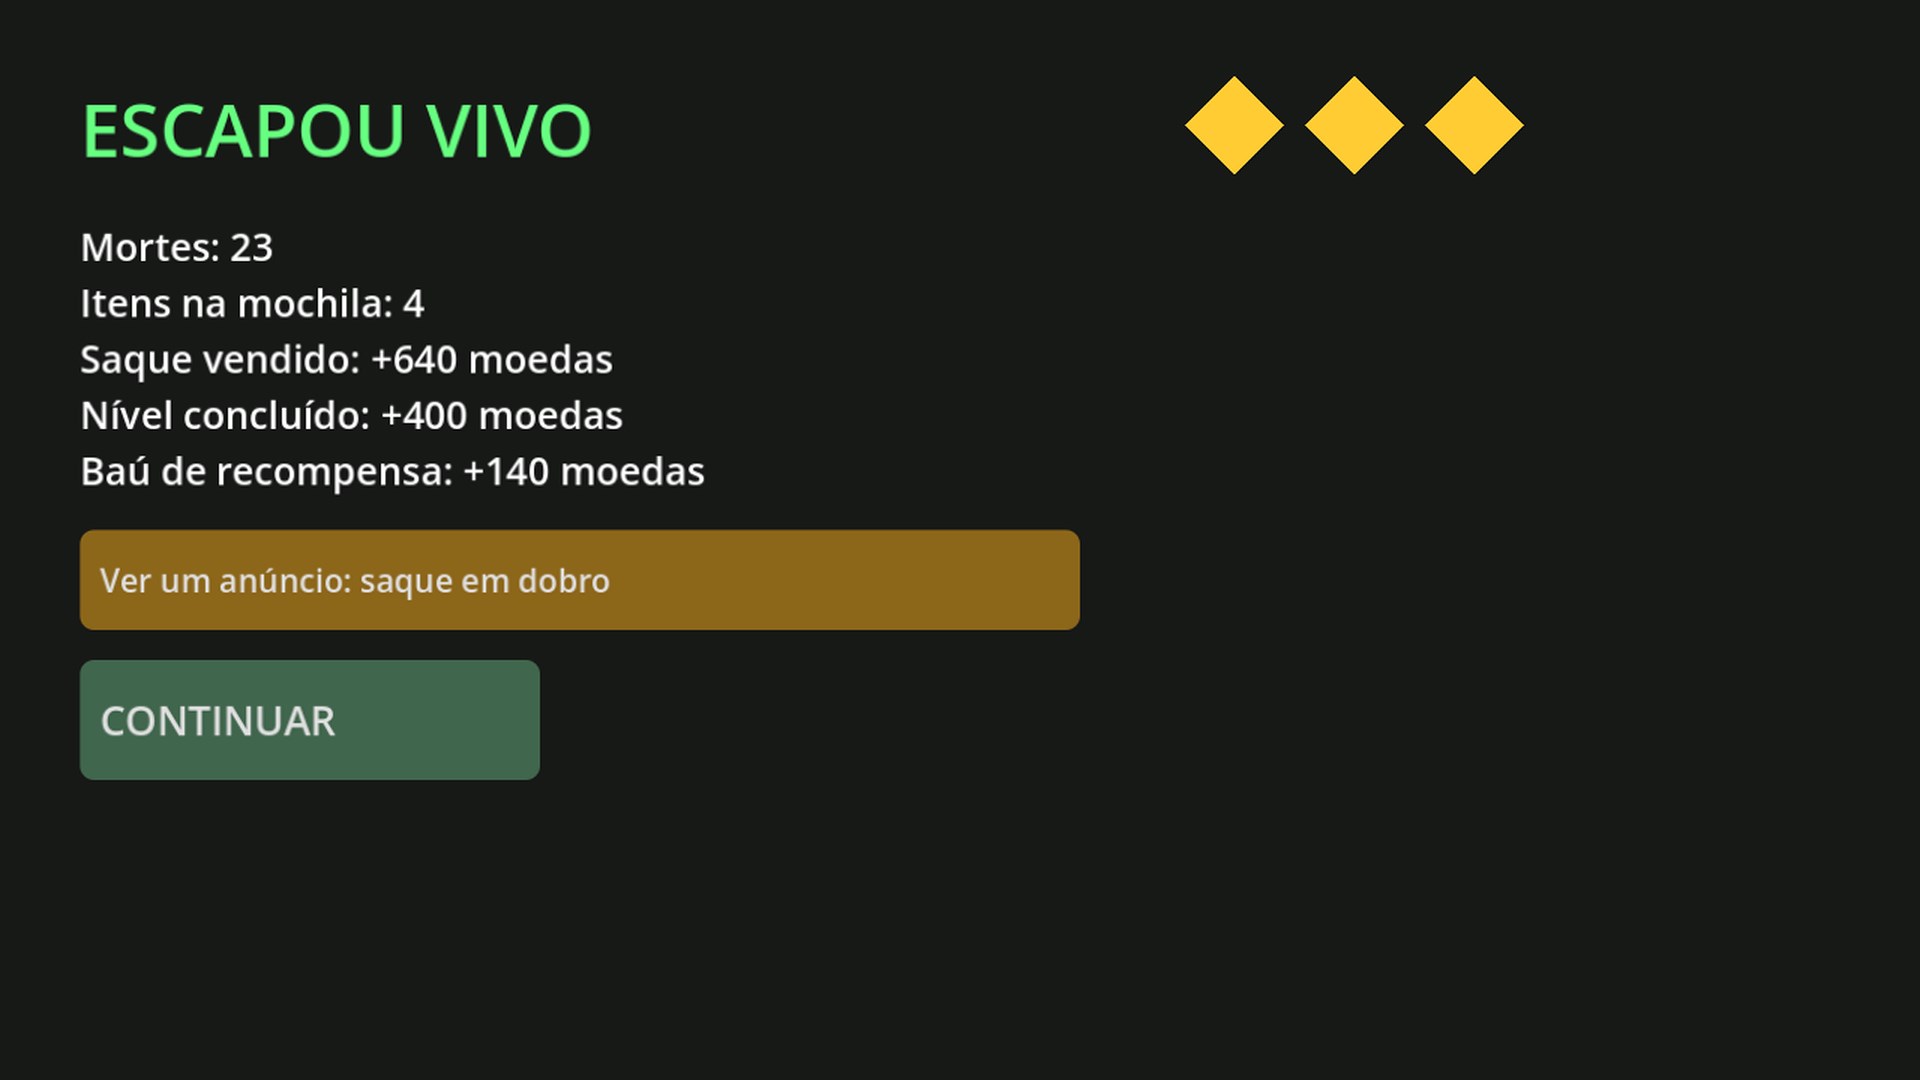 ESCAPOU VIVO
Mortes: 23
Itens na mochila: 4
Saque vendido: +640 moedas
Nível concluído: +400 moedas
Baú de recompensa: +140 moedas
Ver um anúncio: saque em dobro
CONTINUAR